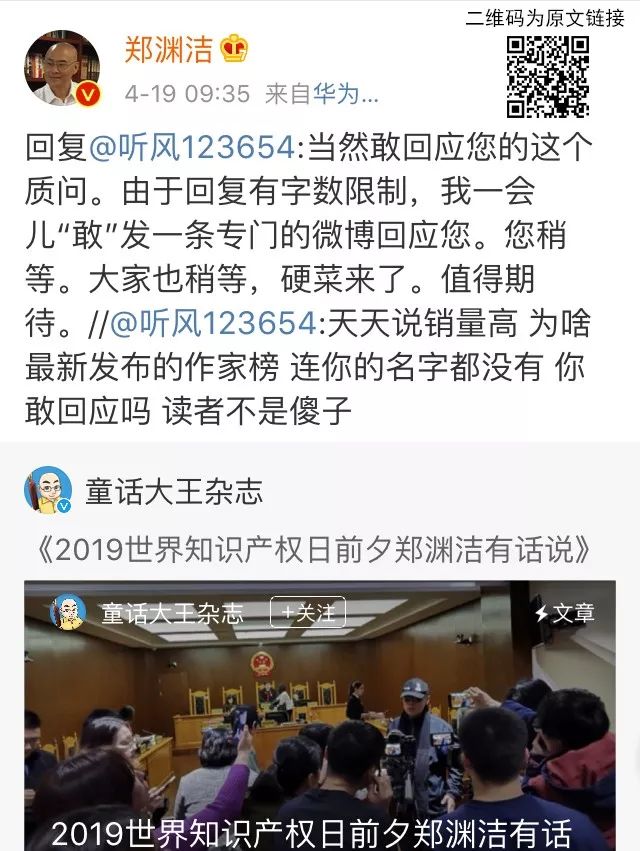 二维码为原文链接
郑渊洁
4-19 09:35 来自华为...
回复@听风123654:当然敢回应您的这个
质问。由于回复有字数限制，我一会
儿“敢”发一条专门的微博回应您。您稍
等。大家也稍等，硬菜来了。值得期
待。//@听风123654:天天说销量高 为啥
最新发布的作家榜 连你的名字都没有 你
敢回应吗 读者不是傻子
童话大王杂志
《2019世界知识产权日前夕郑渊洁有话说》
童话大王杂志 +关注 文章
2019世界知识产权日前夕郑渊洁有话